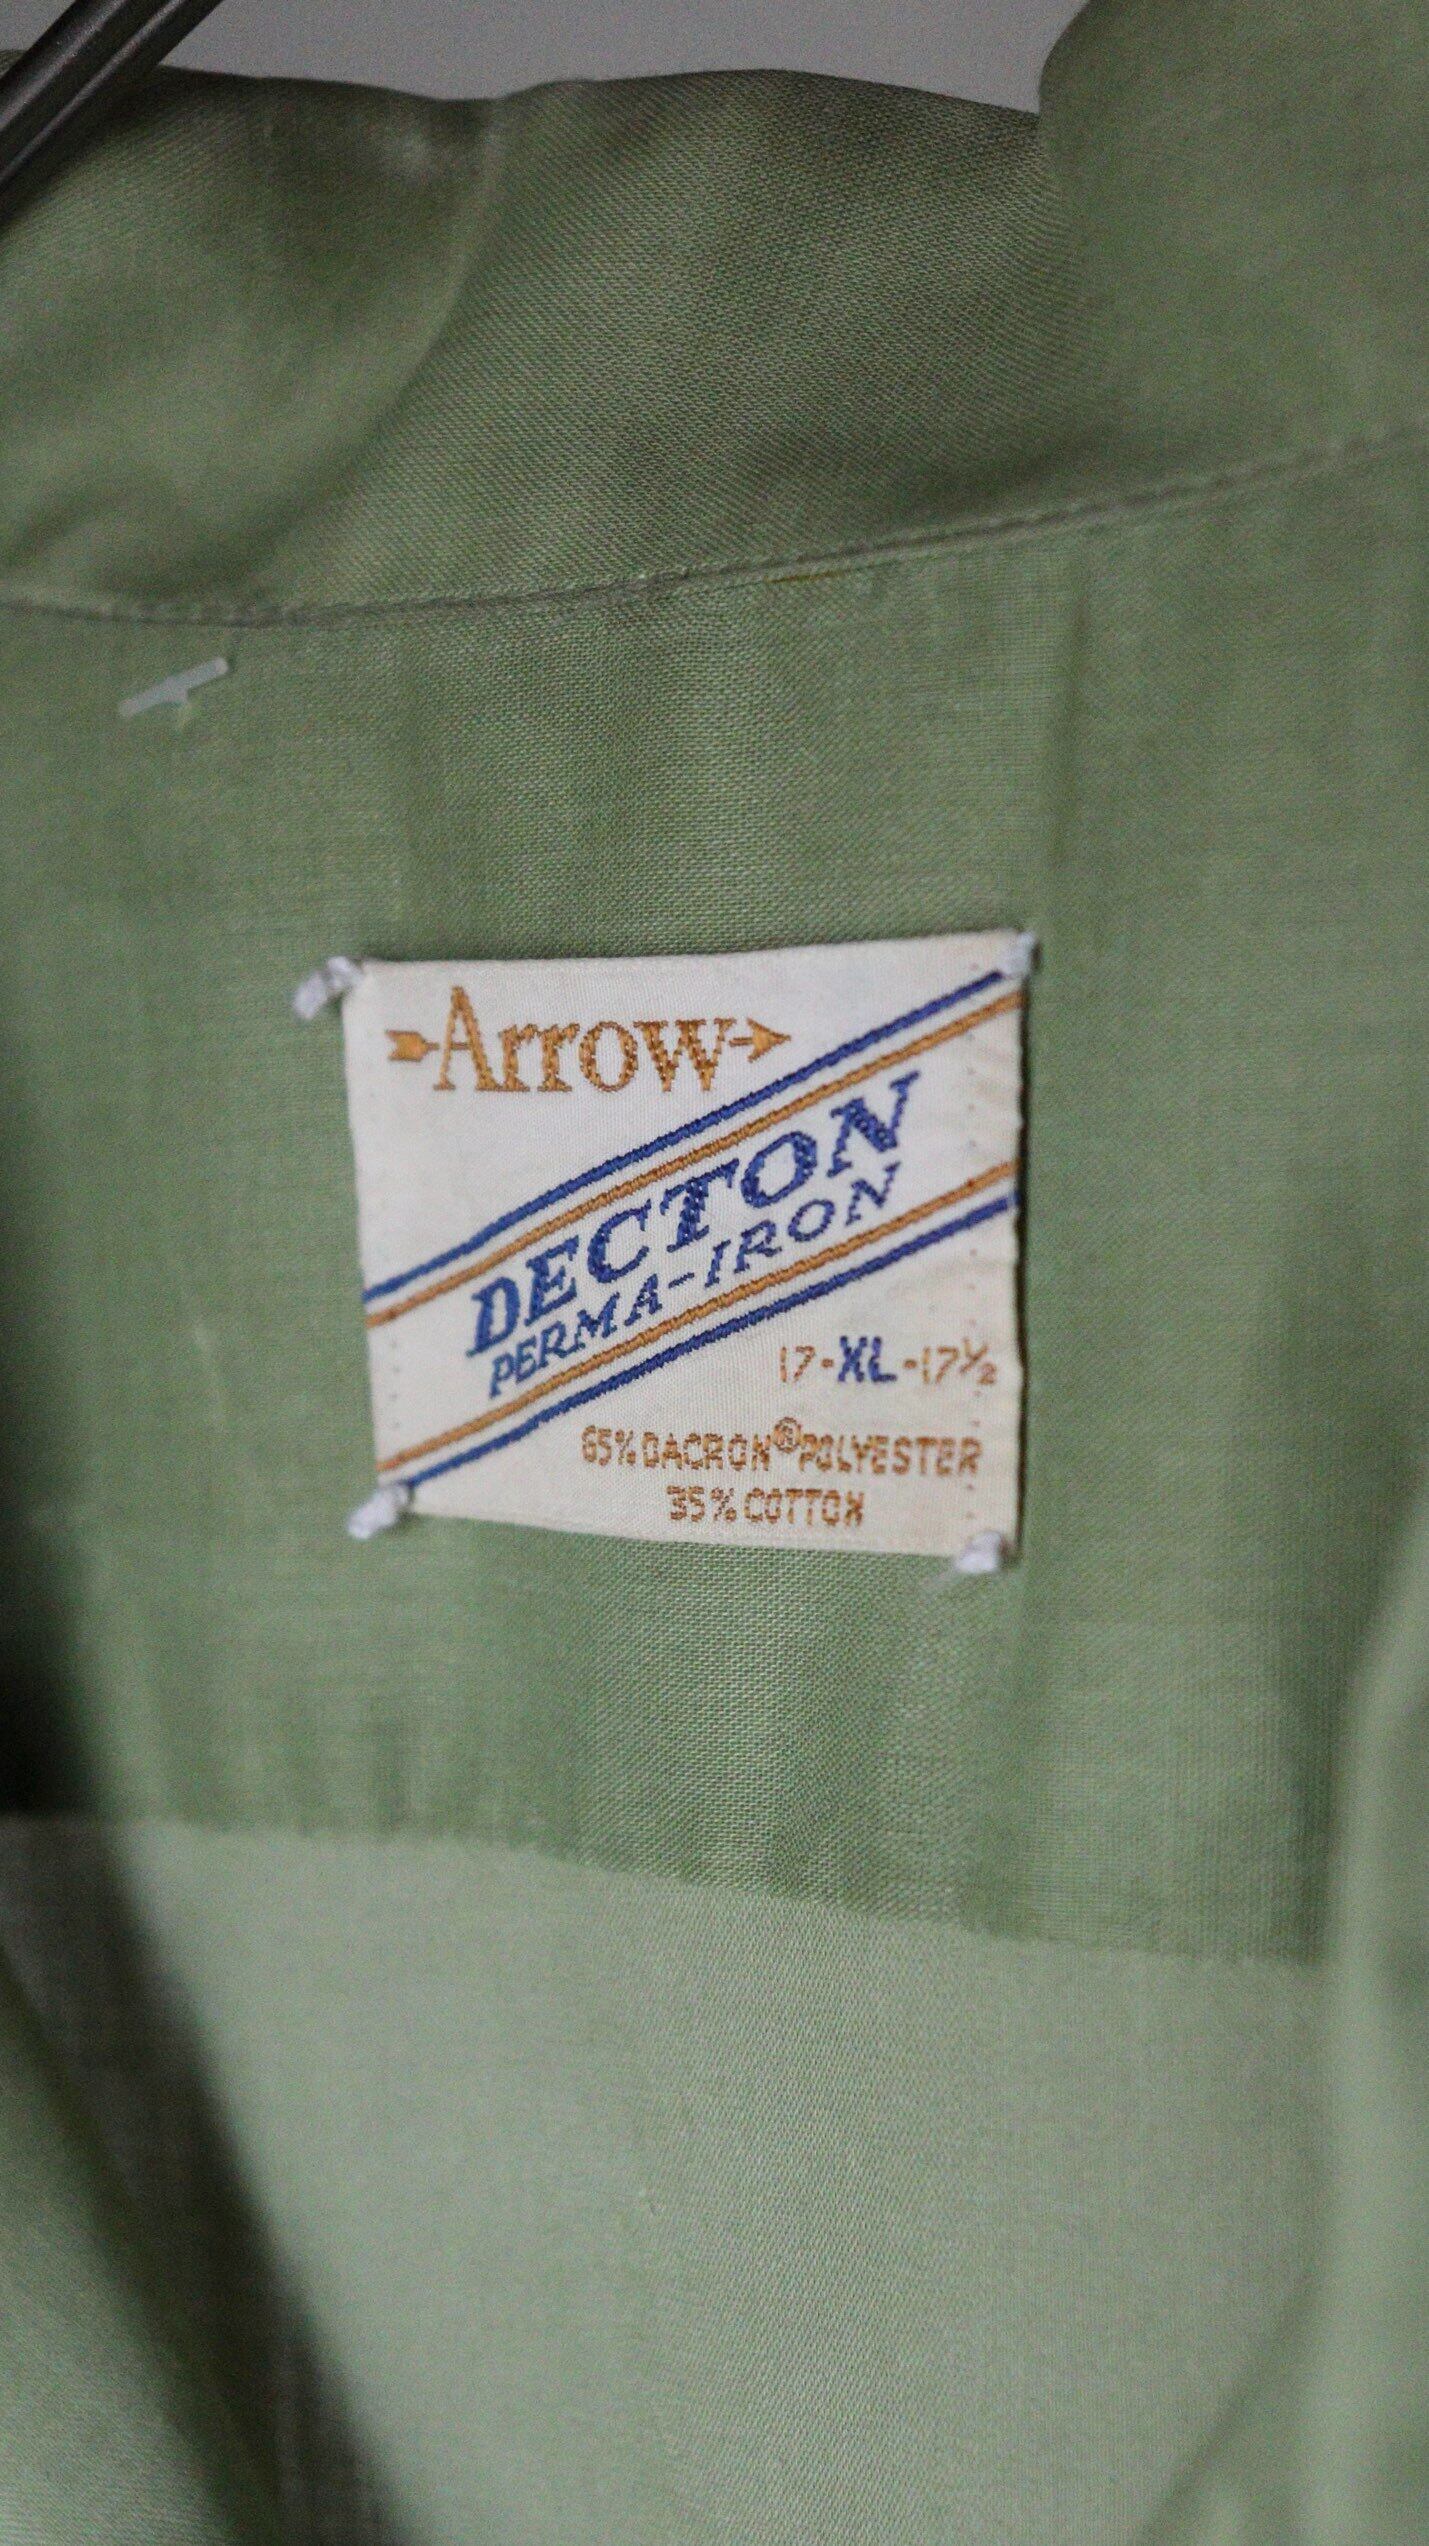 Arrow
DECTON
PERMA-IRON
17-XL-17½
65% DACRON® POLYESTER
35% COTTON